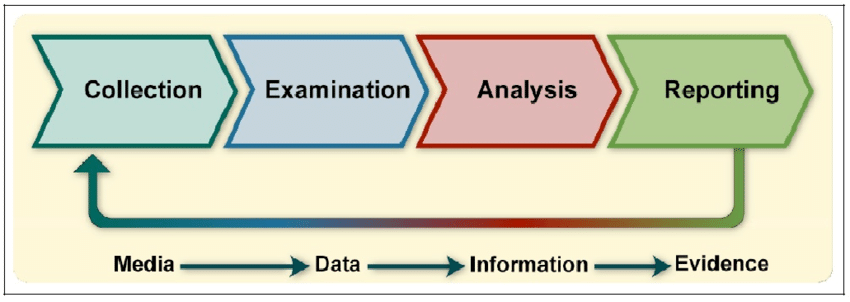 Collection Examination Analysis Reporting
Media Data Information Evidence